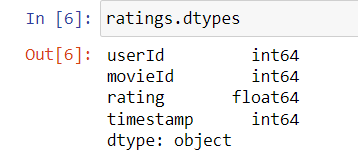 In [6]: ratings.dtypes
Out[6]: userId int64
movieId int64
rating float64
timestamp int64
dtype: object